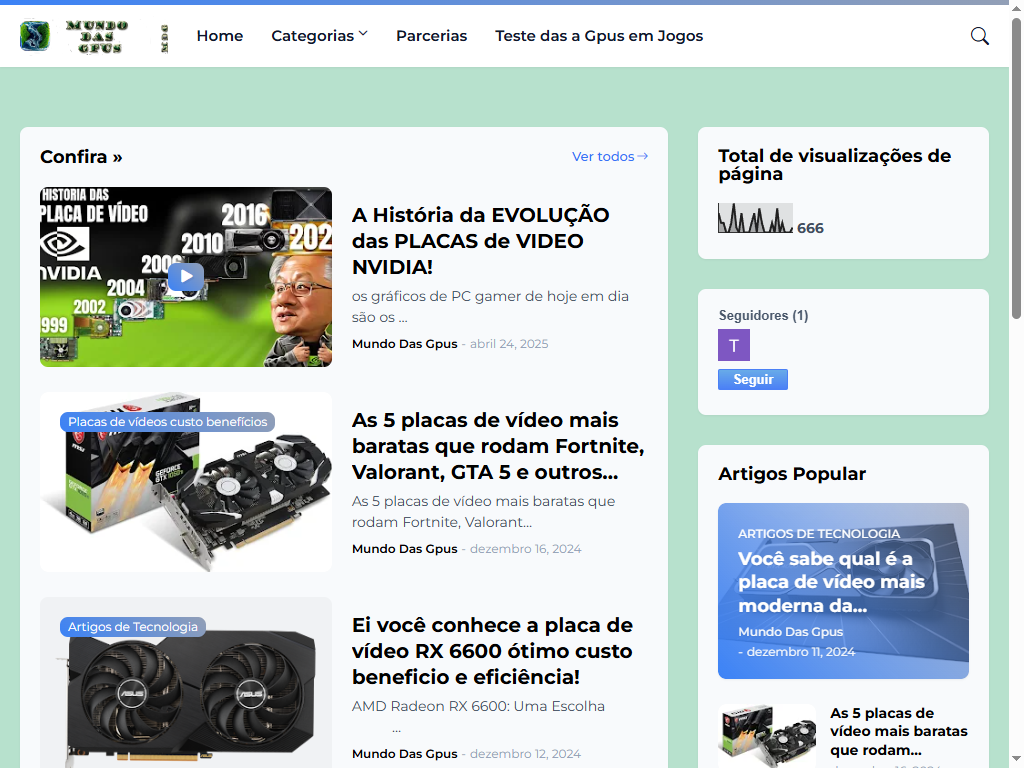 MUNDO DAS GPUS
Home
Categorias
Parcerias
Teste das a Gpus em Jogos
Confira »
Ver todos
HISTORIA DAS
PLACA DE VÍDEO
NVIDIA
1999
2002
2004
2010
2016
202
A História da EVOLUÇÃO
das PLACAS de VIDEO
NVIDIA!
os gráficos de PC gamer de hoje em dia
são os ...
Mundo Das Gpus - abril 24, 2025
Placas de vídeos custo benefícios
As 5 placas de vídeo mais
baratas que rodam Fortnite,
Valorant, GTA 5 e outros...
As 5 placas de vídeo mais baratas que
rodam Fortnite, Valorant...
Mundo Das Gpus - dezembro 16, 2024
Artigos de Tecnologia
ASUS
ASUS
Ei você conhece a placa de
vídeo RX 6600 ótimo custo
beneficio e eficiência!
AMD Radeon RX 6600: Uma Escolha
...
Mundo Das Gpus - dezembro 12, 2024
Total de visualizações de
página
666
Seguidores (1)
T
Seguir
Artigos Popular
ARTIGOS DE TECNOLOGIA
Você sabe qual é a
placa de vídeo mais
moderna da...
Mundo Das Gpus
- dezembro 11, 2024
As 5 placas de
vídeo mais baratas
que rodam...